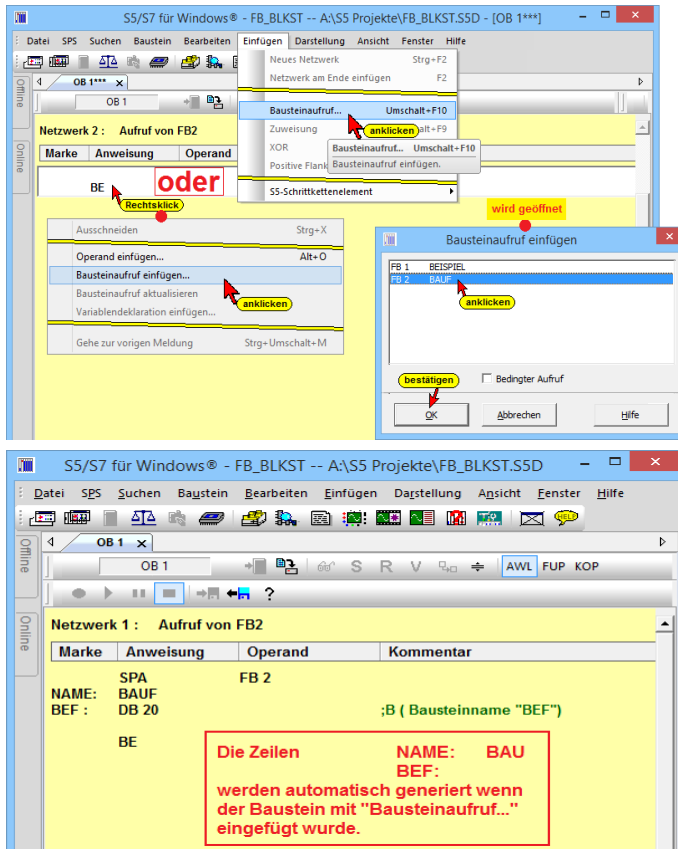 S5/S7 für Windows® - FB_BLKST -- A:\S5 Projekte\FB_BLKST.S5D - [OB 1***]
Datei SPS Suchen Baustein Bearbeiten Einfügen Darstellung Ansicht Fenster Hilfe
Neues Netzwerk Strg+F2
Netzwerk am Ende einfügen F2
Offline
OB 1***
OB 1
Bausteinaufruf... Umschalt+F10
anklicken
Zuweisung alt+F9
XOR
Bausteinaufruf... Umschalt+F10
Bausteinaufruf einfügen.
Positive Flank
S5-Schrittkettenelement
Online
Netzwerk 2 : Aufruf von FB2
Marke Anweisung Operand
BE
oder
Rechtsklick
wird geöffnet
Ausschneiden Strg+X
Operand einfügen... Alt+O
Bausteinaufruf einfügen...
anklicken
Bausteinaufruf aktualisieren
Variablendeklaration einfügen...
Gehe zur vorigen Meldung Strg+Umschalt+M
Bausteinaufruf einfügen
FB 1 BEISPIEL
FB 2 BAUF
anklicken
bestätigen
Bedingter Aufruf
OK Abbrechen Hilfe
S5/S7 für Windows® - FB_BLKST -- A:\S5 Projekte\FB_BLKST.S5D
Datei SPS Suchen Baustein Bearbeiten Einfügen Darstellung Ansicht Fenster Hilfe
HELP
Offline
OB 1
OB 1 S R V AWL FUP KOP
?
Online
Netzwerk 1 : Aufruf von FB2
Marke Anweisung Operand Kommentar
SPA FB 2
NAME: BAUF
BEF : DB 20 ;B ( Bausteinname "BEF")
BE
Die Zeilen NAME: BAU
BEF:
werden automatisch generiert wenn
der Baustein mit "Bausteinaufruf..."
eingefügt wurde.